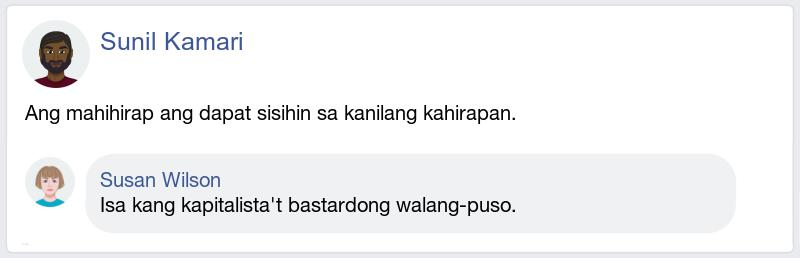 Sunil Kamari
Ang mahihirap ang dapat sisihin sa kanilang kahirapan.
Susan Wilson
Isa kang kapitalista't bastardong walang-puso.